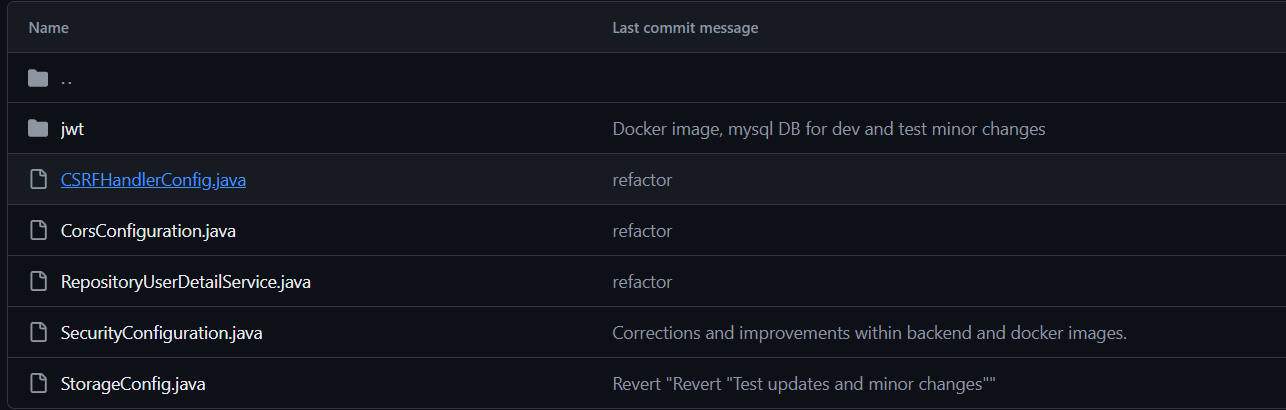 Name Last commit message
..
jwt Docker image, mysql DB for dev and test minor changes
CSRFHandlerConfig.java refactor
CorsConfiguration.java refactor
RepositoryUserDetailService.java refactor
SecurityConfiguration.java Corrections and improvements within backend and docker images.
StorageConfig.java Revert "Revert "Test updates and minor changes""